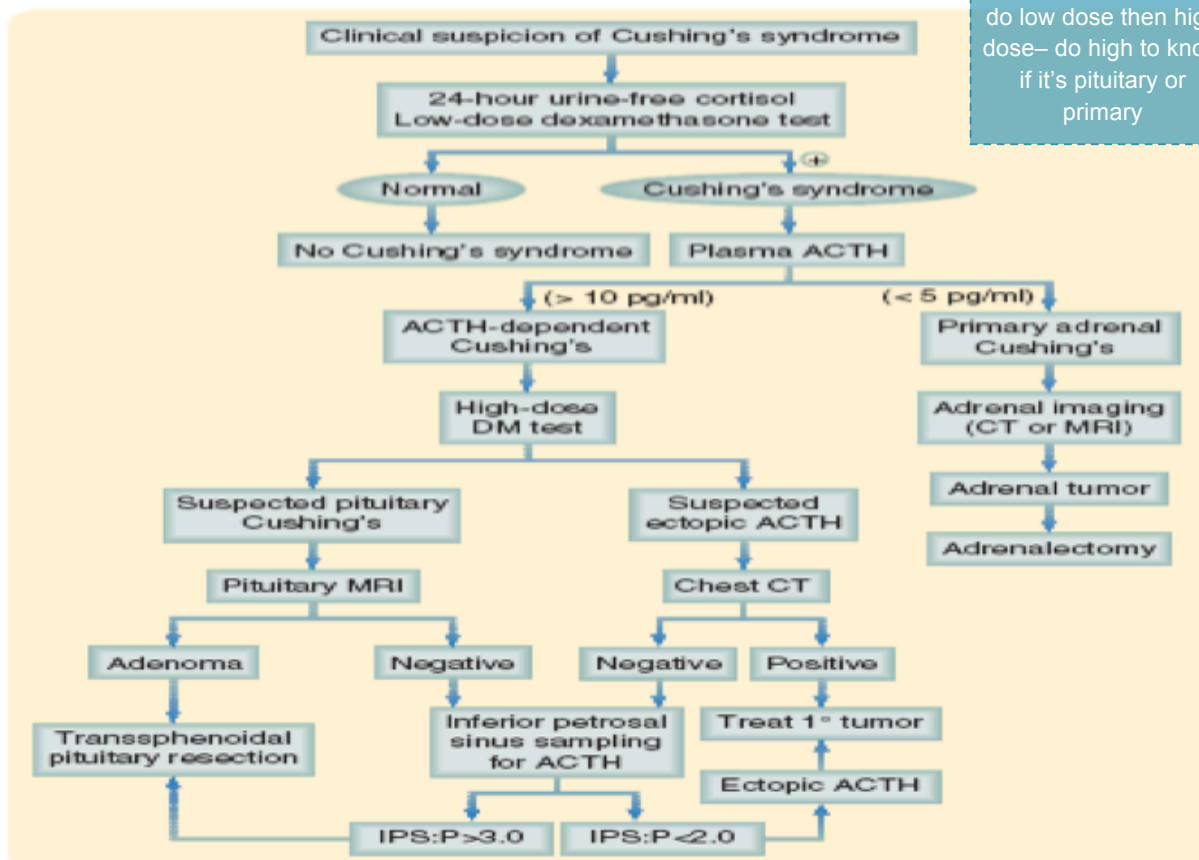 do low dose then hig
dose– do high to kno
if it's pituitary or
primary
Clinical suspicion of Cushing's syndrome
24-hour urine-free cortisol
Low-dose dexamethasone test
+
Normal
Cushing's syndrome
No Cushing's syndrome
Plasma ACTH
(> 10 pg/ml)
(< 5 pg/ml)
ACTH-dependent
Cushing's
Primary adrenal
Cushing's
High-dose
DM test
Adrenal imaging
(CT or MRI)
Suspected pituitary
Cushing's
Suspected
ectopic ACTH
Adrenal tumor
Adrenalectomy
Pituitary MRI
Chest CT
Adenoma
Negative
Negative
Positive
Transsphenoidal
pituitary resection
Inferior petrosal
sinus sampling
for ACTH
Treat 1° tumor
Ectopic ACTH
IPS:P>3.0
IPS:P<2.0